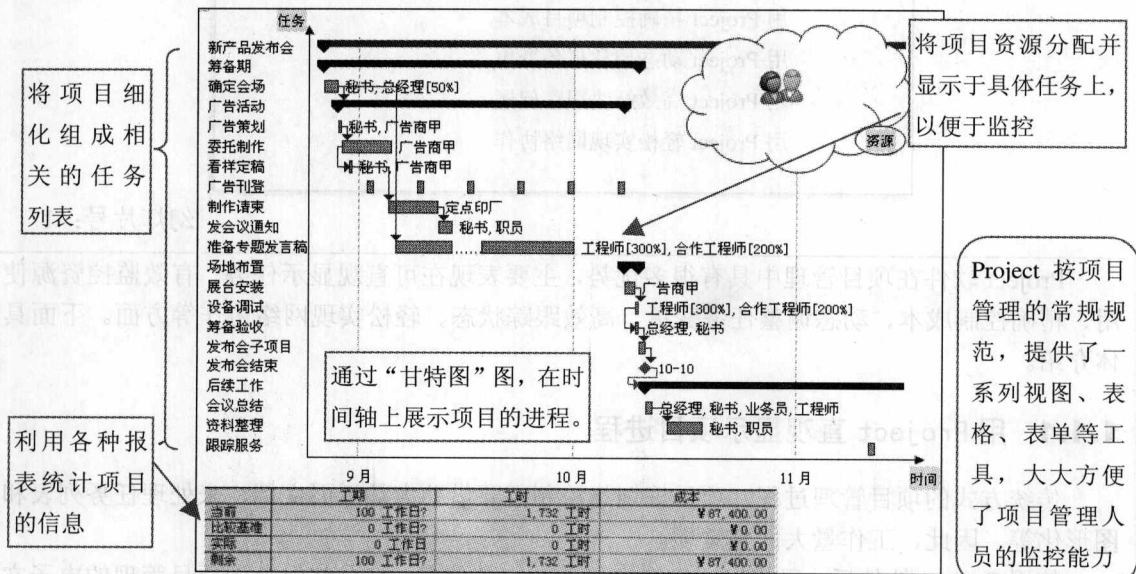 任务
新产品发布会
筹备期
确定会场
广告活动
广告策划
委托制作
看样定稿
广告刊登
制作请柬
发会议通知
准备专题发言稿
场地布置
展台安装
设备调试
筹备验收
发布会子项目
发布会结束
后续工作
会议总结
资料整理
跟踪服务
秘书,总经理[50%]
秘书,广告商甲
广告商甲
秘书,广告商甲
定点印厂
秘书,职员
工程师[300%],合作工程师[200%]
广告商甲
工程师[300%],合作工程师[200%]
总经理,秘书
10-10
总经理,秘书,业务员,工程师
秘书,职员
资源
9月 10月 11月 时间
将项目细
化组成相
关的任务
列表
利用各种报
表统计项目
的信息
通过“甘特图”图，在时
间轴上展示项目的进程。
将项目资源分配并
显示于具体任务上，
以便于监控
Project 按项目
管理的常规规
范，提供了一
系列视图、表
格、表单等工
具，大大方便
了项目管理人
员的监控能力
工期 工时 成本
当前 100 工作日? 1,732 工时 ¥87,400.00
比较基准 0 工作日? 0 工时 ¥0.00
实际 0 工作日 0 工时 ¥0.00
剩余 100 工作日? 1,732 工时 ¥87,400.00